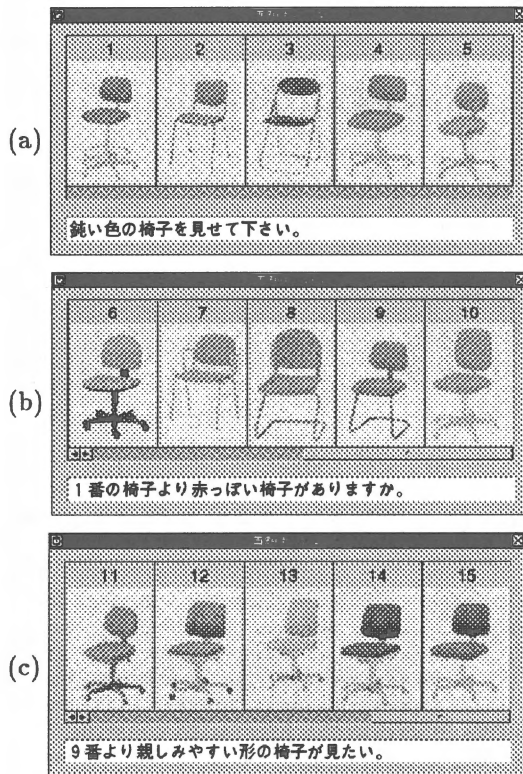 (a)
1 2 3 4 5
鈍い色の椅子を見せて下さい。
(b)
6 7 8 9 10
1番の椅子より赤っぽい椅子がありますか。
(c)
11 12 13 14 15
9番より親しみやすい形の椅子が見たい。